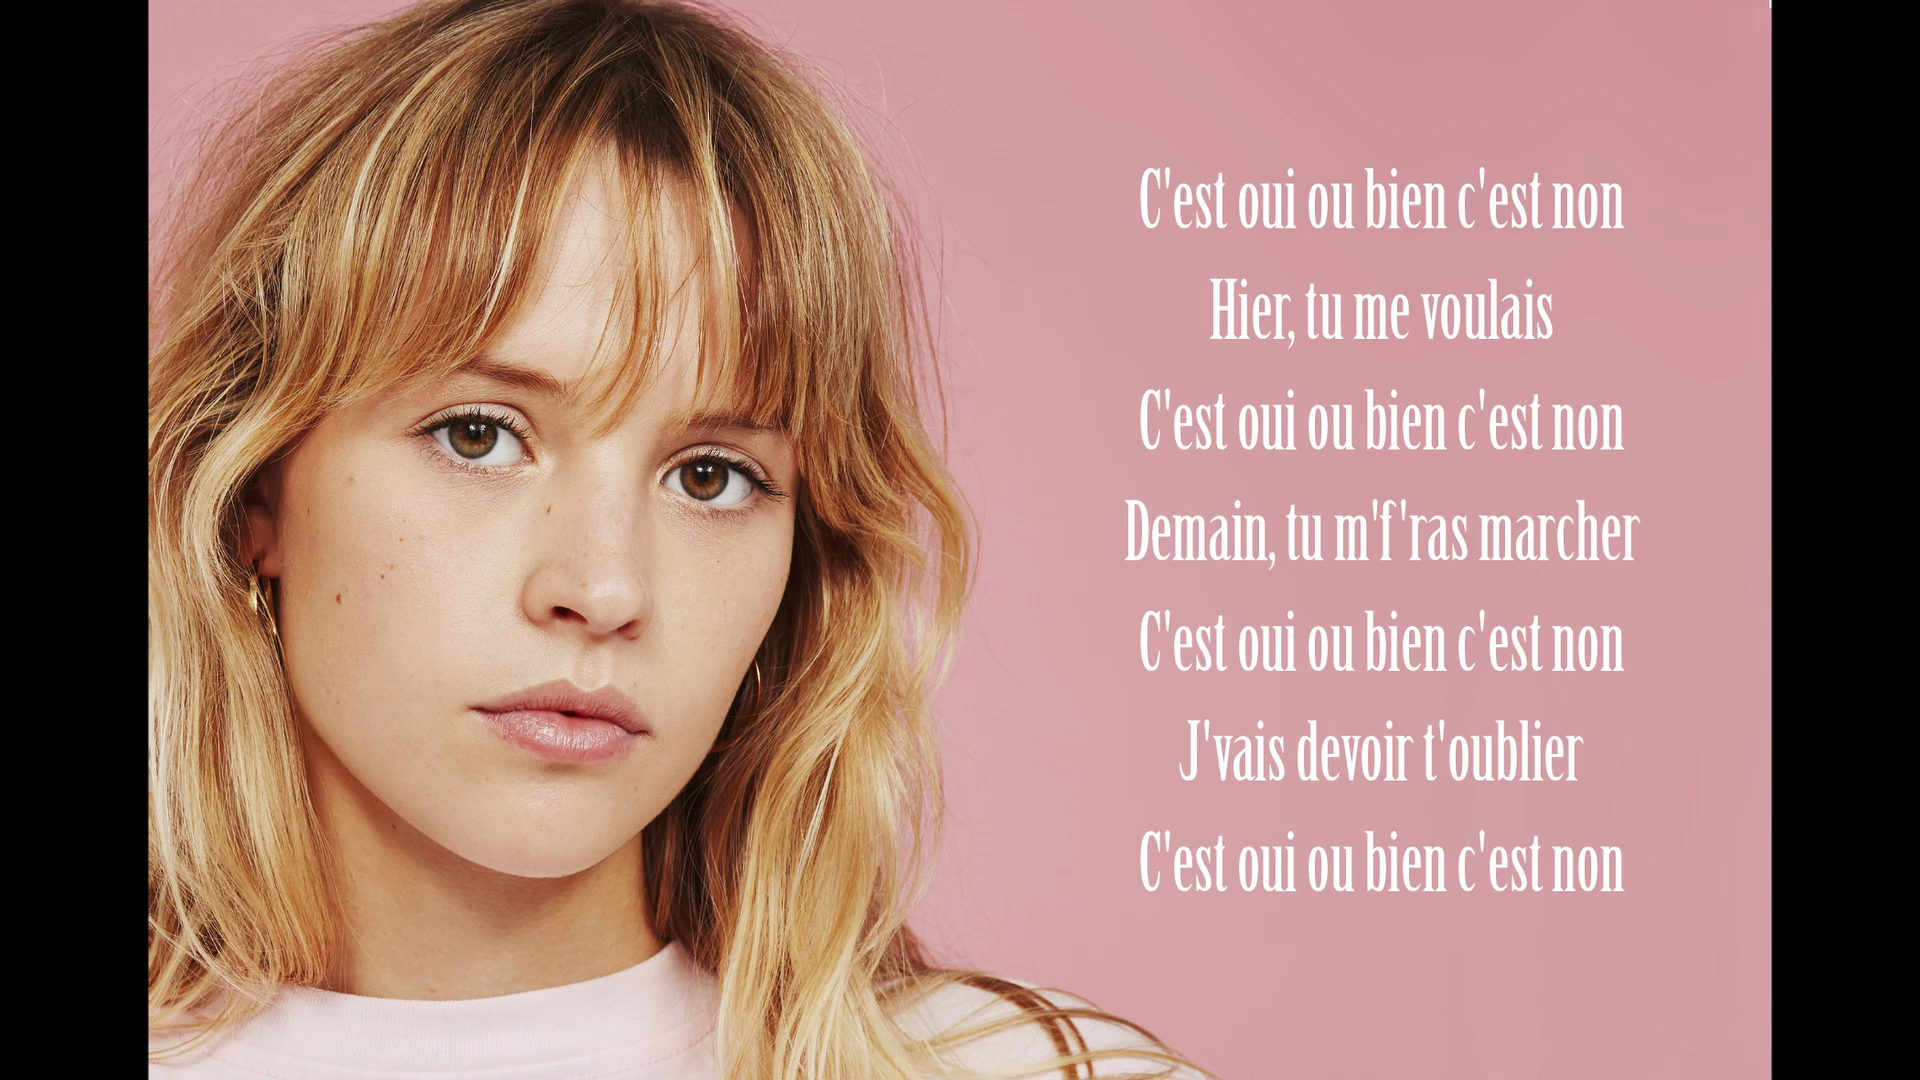 C'est oui ou bien c'est non
Hier, tu me voulais
C'est oui ou bien c'est non
Demain, tu m'f'ras marcher
C'est oui ou bien c'est non
J'vais devoir t'oublier
C'est oui ou bien c'est non